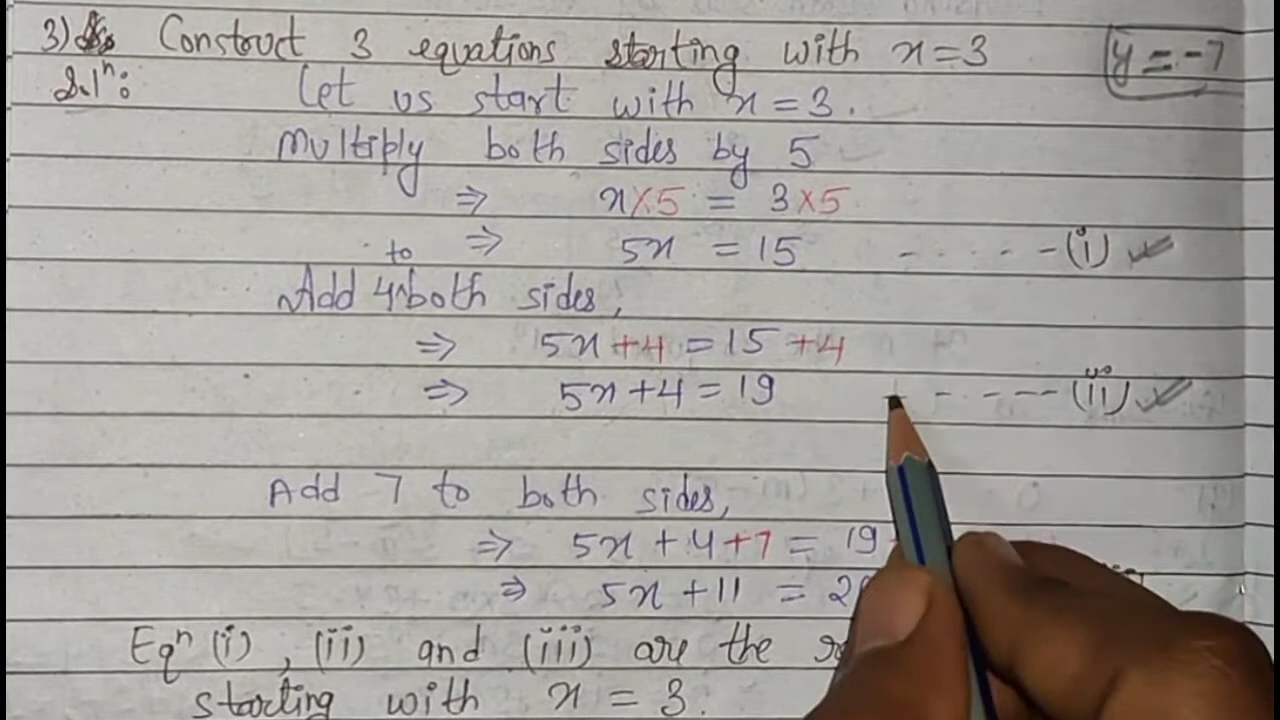 3) Construct 3 equations starting with x=3
y = -7
Solⁿ:
Let us start with x = 3.
Multiply both sides by 5
⇒ x×5 = 3×5
⇒ 5x = 15 - - - - - (i) ✓
to
Add 4^both sides,
⇒ 5x+4 = 15 +4
⇒ 5x+4 = 19 - - - - - (ii) ✓
Add 7 to both sides,
⇒ 5x + 4 +7 = 19
⇒ 5x +11 =
Eqⁿ (i), (ii) and (iii) are the
starting with x = 3.